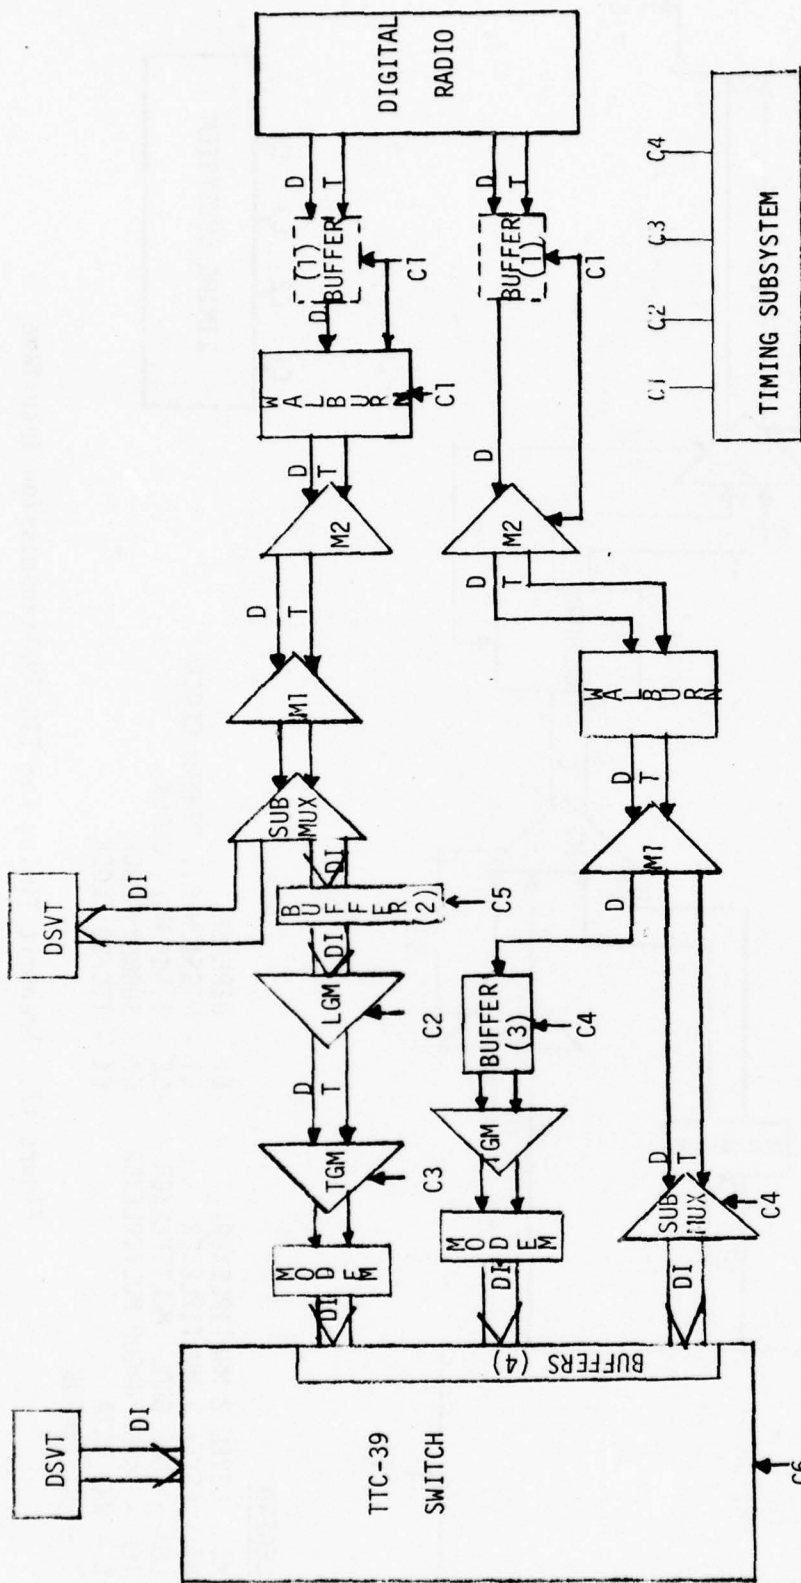 DIGITAL
RADIO
D
T
D
T
BUFFER
(1)
BUFFER
(1)
C1
C1
D
WALBURN
C1
D
T
D
M2
M2
D
T
D
T
M1
WALBURN
D
T
SUB
MUX
M1
DSVT
DI
DI
BUFFER
(2)
C5
D
DI
LGM
C2
BUFFER
(3)
C4
D
T
TGM
C3
TGM
D
T
SUB
MUX
C4
MODEM
MODEM
DI
DI
DI
BUFFERS (4)
DSVT
DI
TTC-39
SWITCH
C6
C1
C2
C3
C4
TIMING SUBSYSTEM